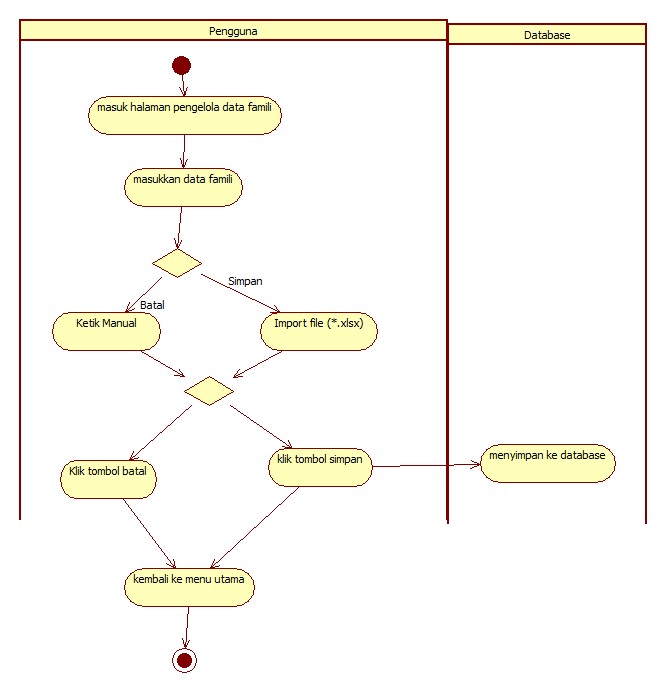 Pengguna
Database
masuk halaman pengelola data famili
masukkan data famili
Simpan
Batal
Ketik Manual
Import file (*.xlsx)
Klik tombol batal
klik tombol simpan
menyimpan ke database
kembali ke menu utama